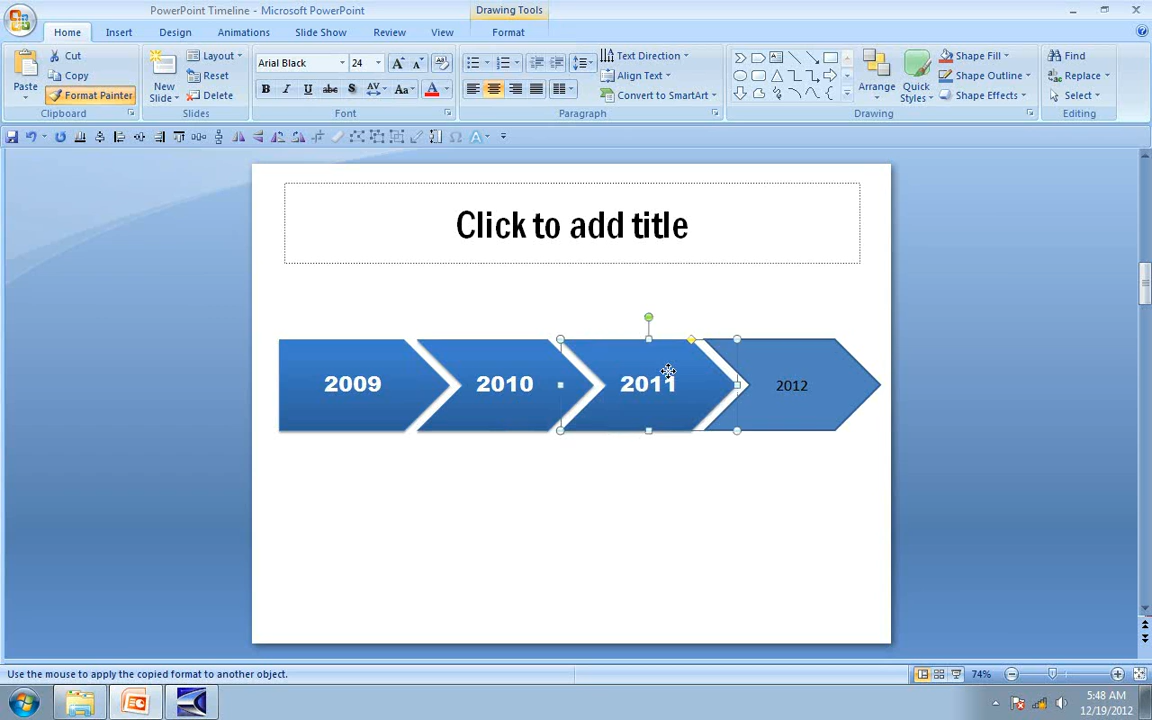 PowerPoint Timeline - Microsoft PowerPoint
Drawing Tools
Home Insert Design Transitions Animations Slide Show Review View Format
Cut
Copy
Format Painter
Paste
Clipboard
New Slide
Layout
Reset
Delete
Slides
Arial Black 24
B I U abc S AV Aa A
Font
Text Direction
Align Text
Convert to SmartArt
Paragraph
Arrange
Quick Styles
Shape Fill
Shape Outline
Shape Effects
Drawing
Find
Replace
Select
Editing
Click to add title
2009 2010 2011 2012
Use the mouse to apply the copied format to another object.
74%
5:48 AM
12/19/2012